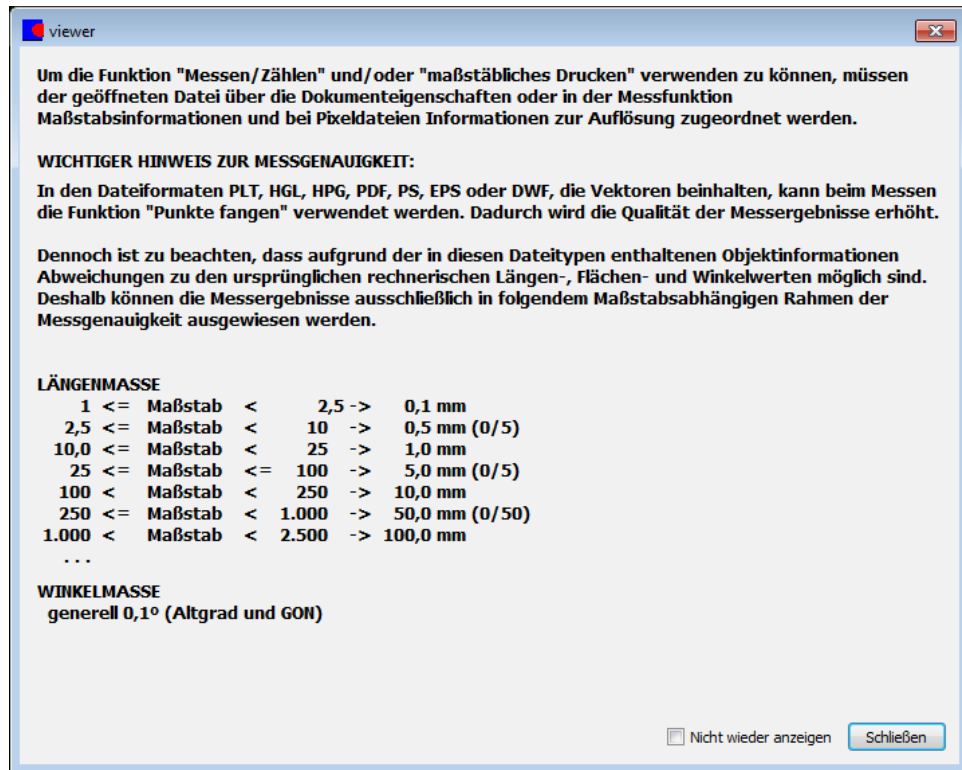 viewer
Um die Funktion "Messen/Zählen" und/oder "maßstäbliches Drucken" verwenden zu können, müssen
der geöffneten Datei über die Dokumenteigenschaften oder in der Messfunktion
Maßstabsinformationen und bei Pixeldateien Informationen zur Auflösung zugeordnet werden.
WICHTIGER HINWEIS ZUR MESSGENAUIGKEIT:
In den Dateiformaten PLT, HGL, HPG, PDF, PS, EPS oder DWF, die Vektoren beinhalten, kann beim Messen
die Funktion "Punkte fangen" verwendet werden. Dadurch wird die Qualität der Messergebnisse erhöht.
Dennoch ist zu beachten, dass aufgrund der in diesen Dateitypen enthaltenen Objektinformationen
Abweichungen zu den ursprünglichen rechnerischen Längen-, Flächen- und Winkelwerten möglich sind.
Deshalb können die Messergebnisse ausschließlich in folgendem Maßstabsabhängigen Rahmen der
Messgenauigkeit ausgewiesen werden.
LÄNGENMASSE
1 <= Maßstab < 2,5 -> 0,1 mm
2,5 <= Maßstab < 10 -> 0,5 mm (0/5)
10,0 <= Maßstab < 25 -> 1,0 mm
25 <= Maßstab <= 100 -> 5,0 mm (0/5)
100 < Maßstab < 250 -> 10,0 mm
250 <= Maßstab < 1.000 -> 50,0 mm (0/50)
1.000 < Maßstab < 2.500 -> 100,0 mm
. . .
WINKELMASSE
generell 0,1º (Altgrad und GON)
Nicht wieder anzeigen
Schließen